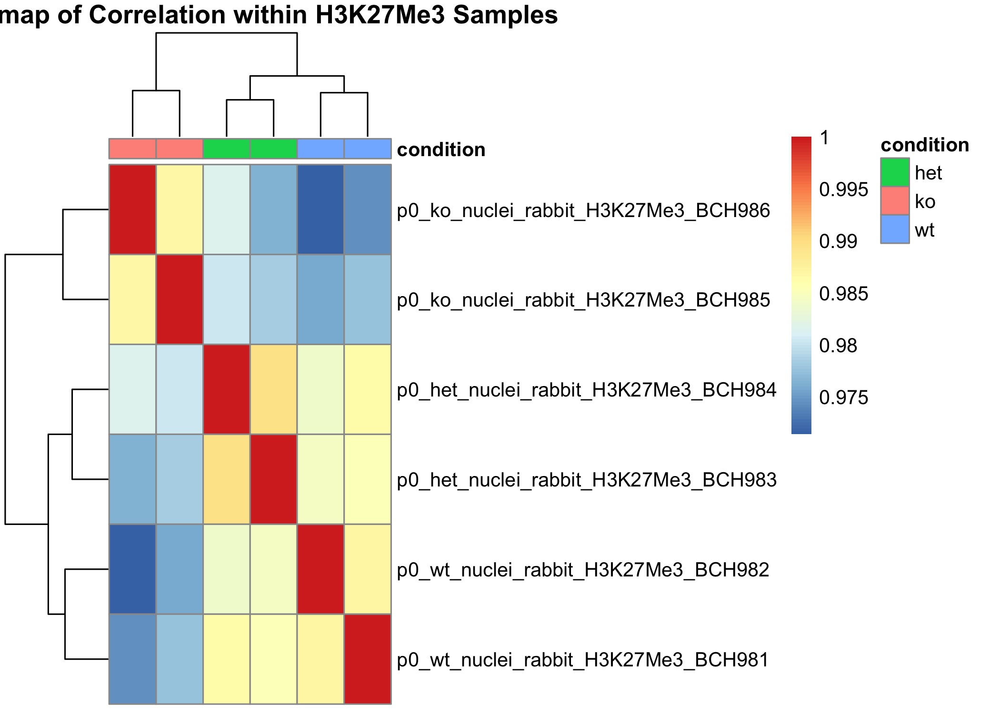 map of Correlation within H3K27Me3 Samples
condition
p0_ko_nuclei_rabbit_H3K27Me3_BCH986
p0_ko_nuclei_rabbit_H3K27Me3_BCH985
p0_het_nuclei_rabbit_H3K27Me3_BCH984
p0_het_nuclei_rabbit_H3K27Me3_BCH983
p0_wt_nuclei_rabbit_H3K27Me3_BCH982
p0_wt_nuclei_rabbit_H3K27Me3_BCH981
1
0.995
0.99
0.985
0.98
0.975
condition
het
ko
wt